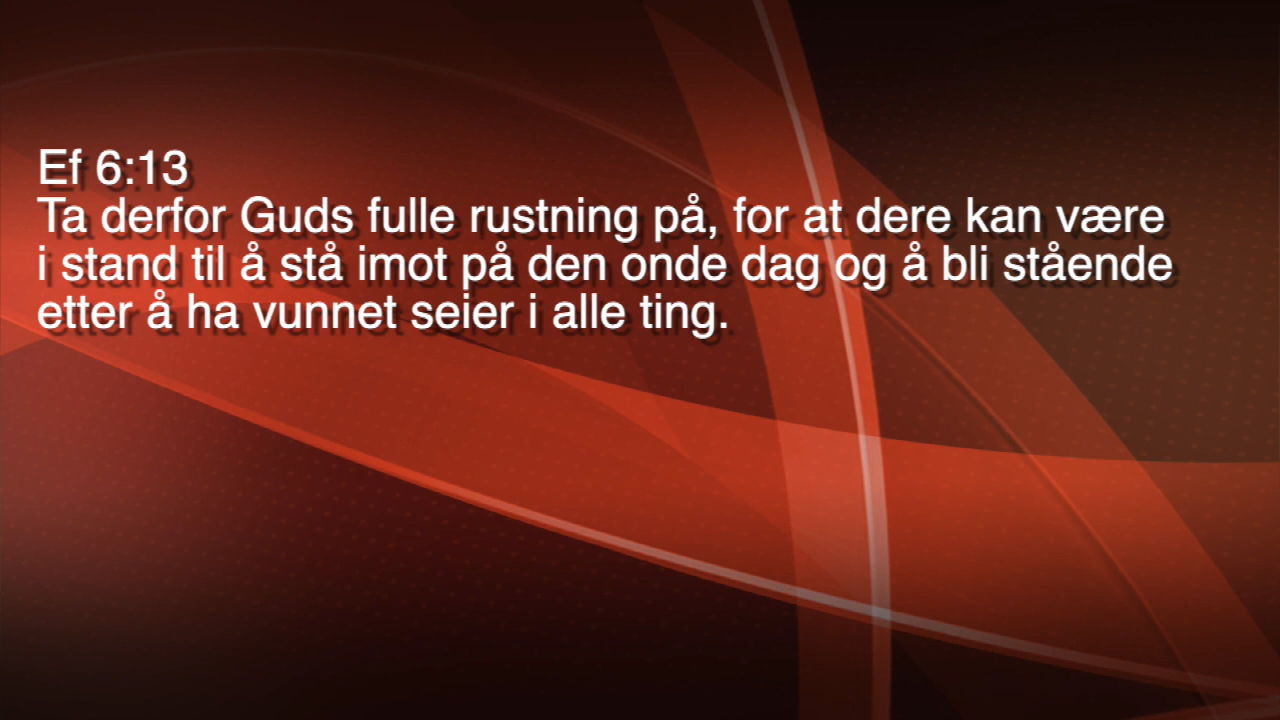 Ef 6:13
Ta derfor Guds fulle rustning på, for at dere kan være
i stand til å stå imot på den onde dag og å bli stående
etter å ha vunnet seier i alle ting.